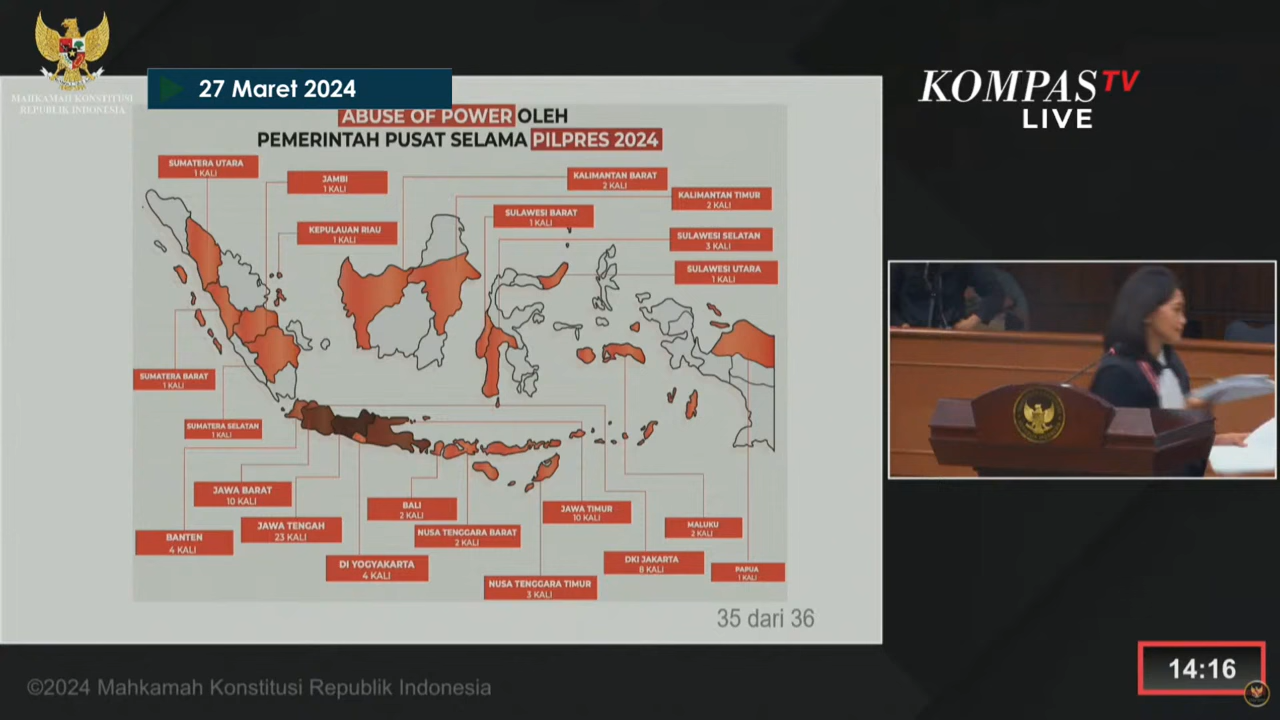 MAHKAMAH KONSTITUSI
REPUBLIK INDONESIA
27 Maret 2024
KOMPAS TV
LIVE
ABUSE OF POWER OLEH
PEMERINTAH PUSAT SELAMA PILPRES 2024
SUMATERA UTARA
1 KALI
JAMBI
1 KALI
KEPULAUAN RIAU
1 KALI
KALIMANTAN BARAT
2 KALI
KALIMANTAN TIMUR
2 KALI
SULAWESI BARAT
1 KALI
SULAWESI SELATAN
3 KALI
SULAWESI UTARA
1 KALI
SUMATERA BARAT
1 KALI
SUMATERA SELATAN
1 KALI
JAWA BARAT
10 KALI
BANTEN
4 KALI
JAWA TENGAH
23 KALI
DI YOGYAKARTA
4 KALI
BALI
2 KALI
NUSA TENGGARA BARAT
2 KALI
NUSA TENGGARA TIMUR
3 KALI
JAWA TIMUR
10 KALI
DKI JAKARTA
8 KALI
MALUKU
2 KALI
PAPUA
1 KALI
35 dari 36
©2024 Mahkamah Konstitusi Republik Indonesia
14:16